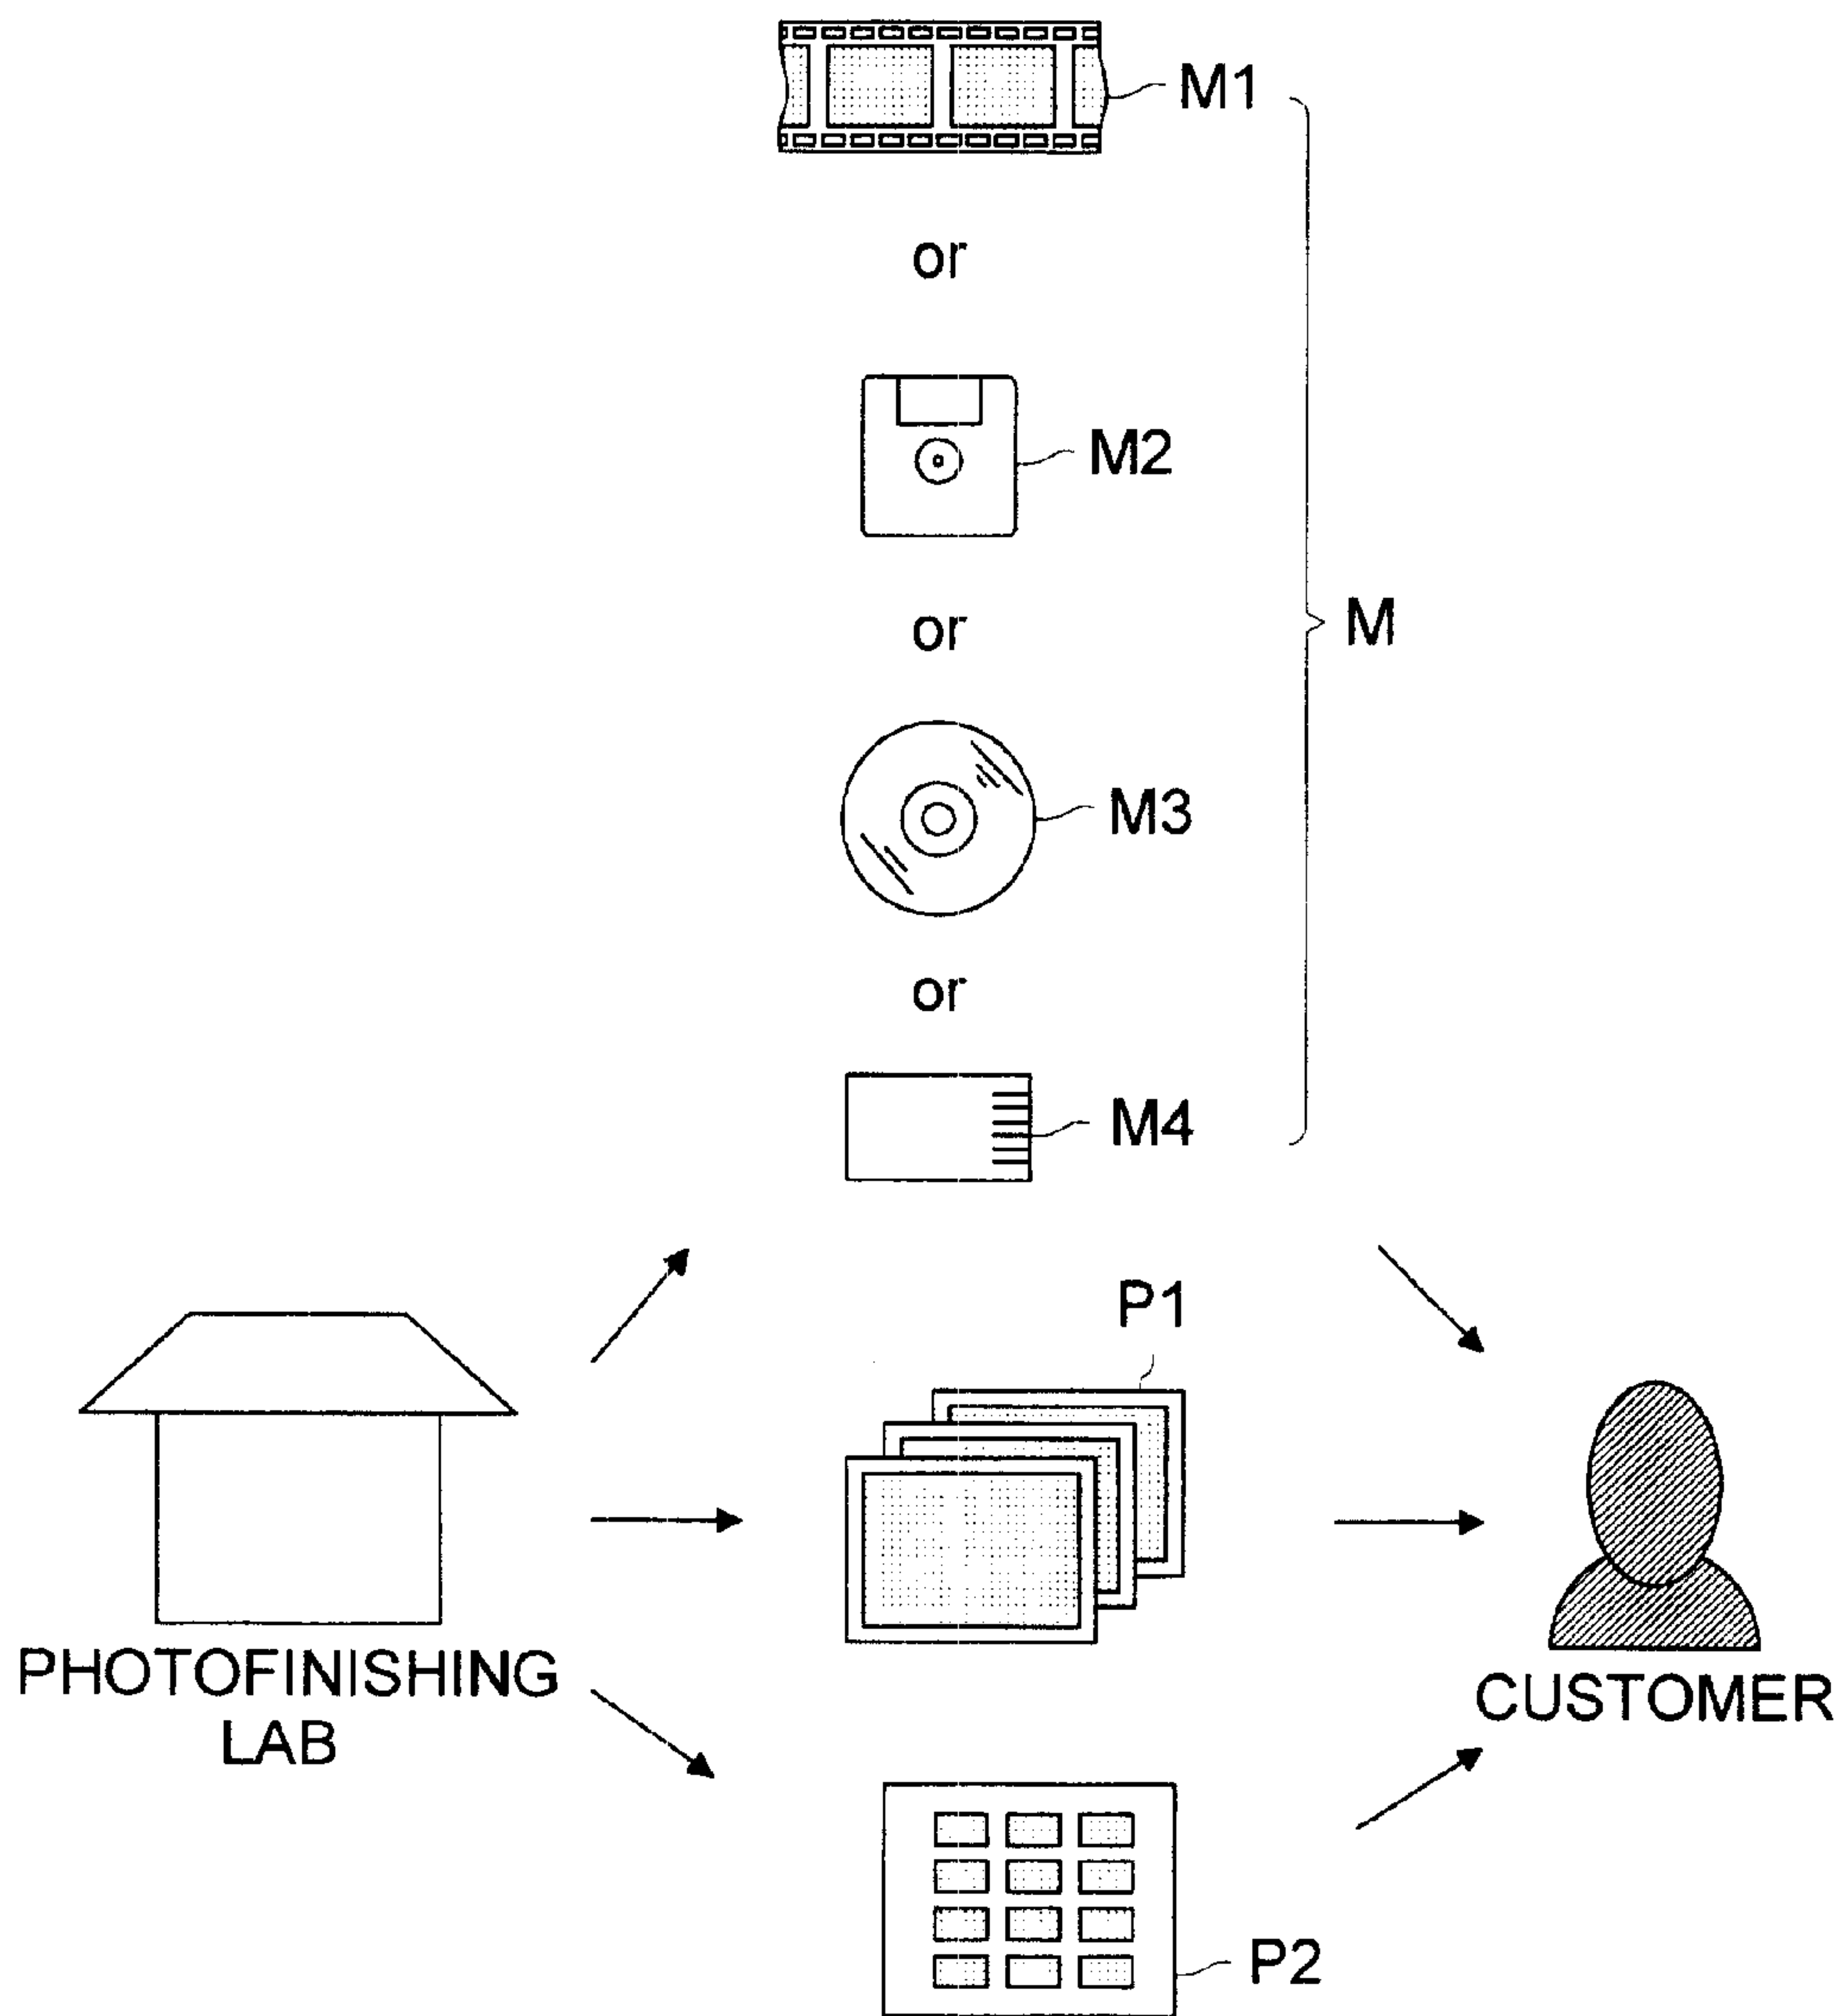 M1
or
M2
or
M
M3
or
M4
P1
PHOTOFINISHING
LAB
CUSTOMER
P2